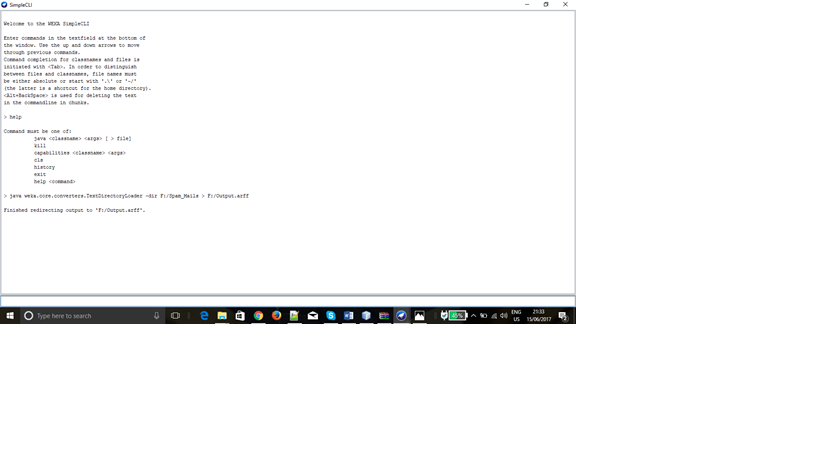 SimpleCLI
Welcome to the WEKA SimpleCLI
Enter commands in the textfield at the bottom of
the window. Use the up and down arrows to move
through previous commands.
Command completion for classnames and files is
initiated with <Tab>. In order to distinguish
between files and classnames, file names must
be either absolute or start with '.\' or '~/'
(the latter is a shortcut for the home directory).
<Alt+BackSpace> is used for deleting the text
in the commandline in chunks.
> help
Command must be one of:
java <classname> <args> [ > file]
kill
capabilities <classname> <args>
cls
history
exit
help <command>
> java weka.core.converters.TextDirectoryLoader -dir F:/Spam_Mails > F:/Output.arff
Finished redirecting output to 'F:/Output.arff'.
Type here to search
ENG
US
21:33
15/06/2017